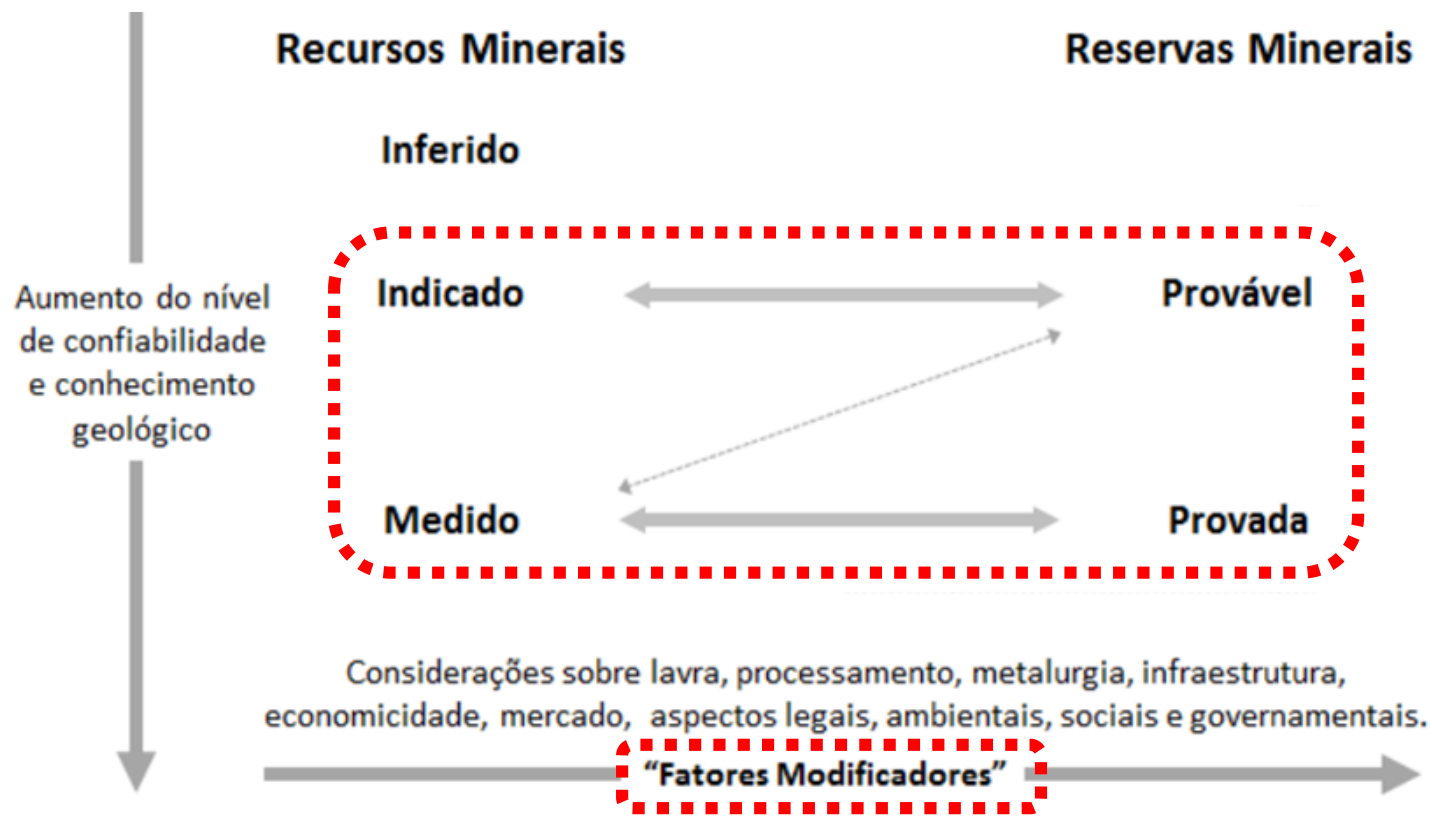 Recursos Minerais
Reservas Minerais
Inferido
Aumento do nível
de confiabilidade
e conhecimento
geológico
Indicado
Provável
Medido
Provada
Considerações sobre lavra, processamento, metalurgia, infraestrutura,
economicidade, mercado, aspectos legais, ambientais, sociais e governamentais.
“Fatores Modificadores”